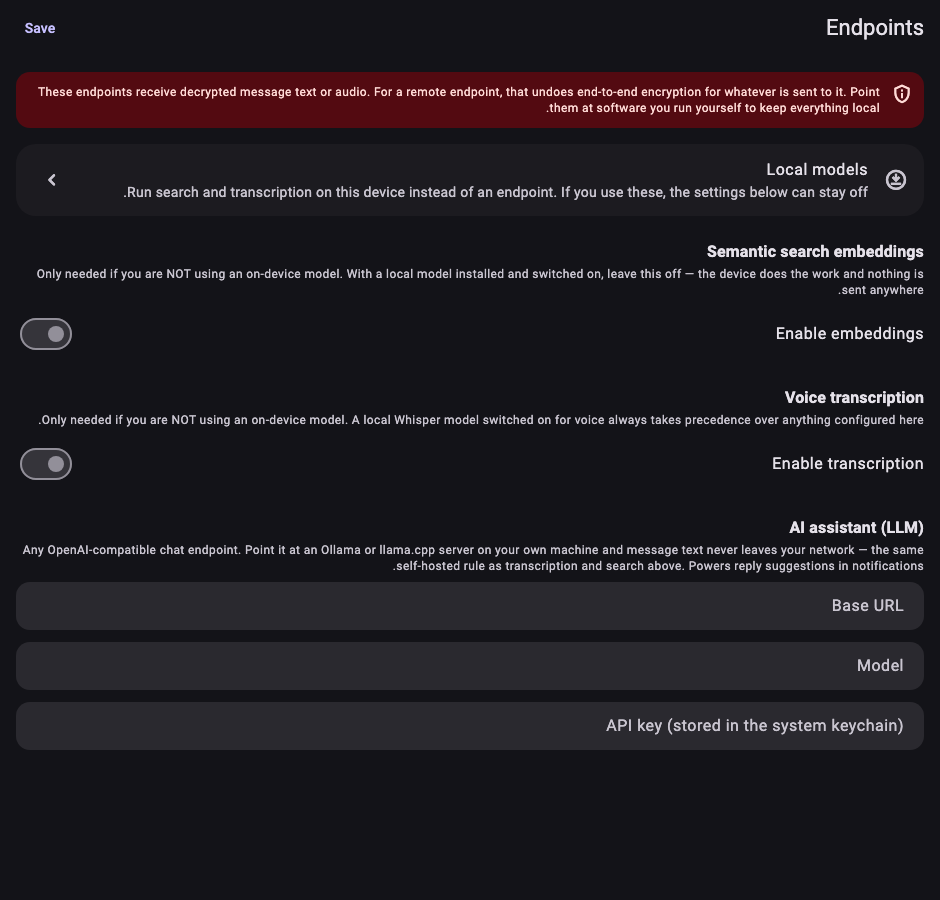 Endpoints
Save
These endpoints receive decrypted message text or audio. For a remote endpoint, that undoes end-to-end encryption for whatever is sent to it. Point
them at software you run yourself to keep everything local.
Local models
Run search and transcription on this device instead of an endpoint. If you use these, the settings below can stay off.
Semantic search embeddings
Only needed if you are NOT using an on-device model. With a local model installed and switched on, leave this off — the device does the work and nothing is
sent anywhere.
Enable embeddings
Voice transcription
Only needed if you are NOT using an on-device model. A local Whisper model switched on for voice always takes precedence over anything configured here.
Enable transcription
AI assistant (LLM)
Any OpenAI-compatible chat endpoint. Point it at an Ollama or llama.cpp server on your own machine and message text never leaves your network — the same
self-hosted rule as transcription and search above. Powers reply suggestions in notifications.
Base URL
Model
API key (stored in the system keychain)